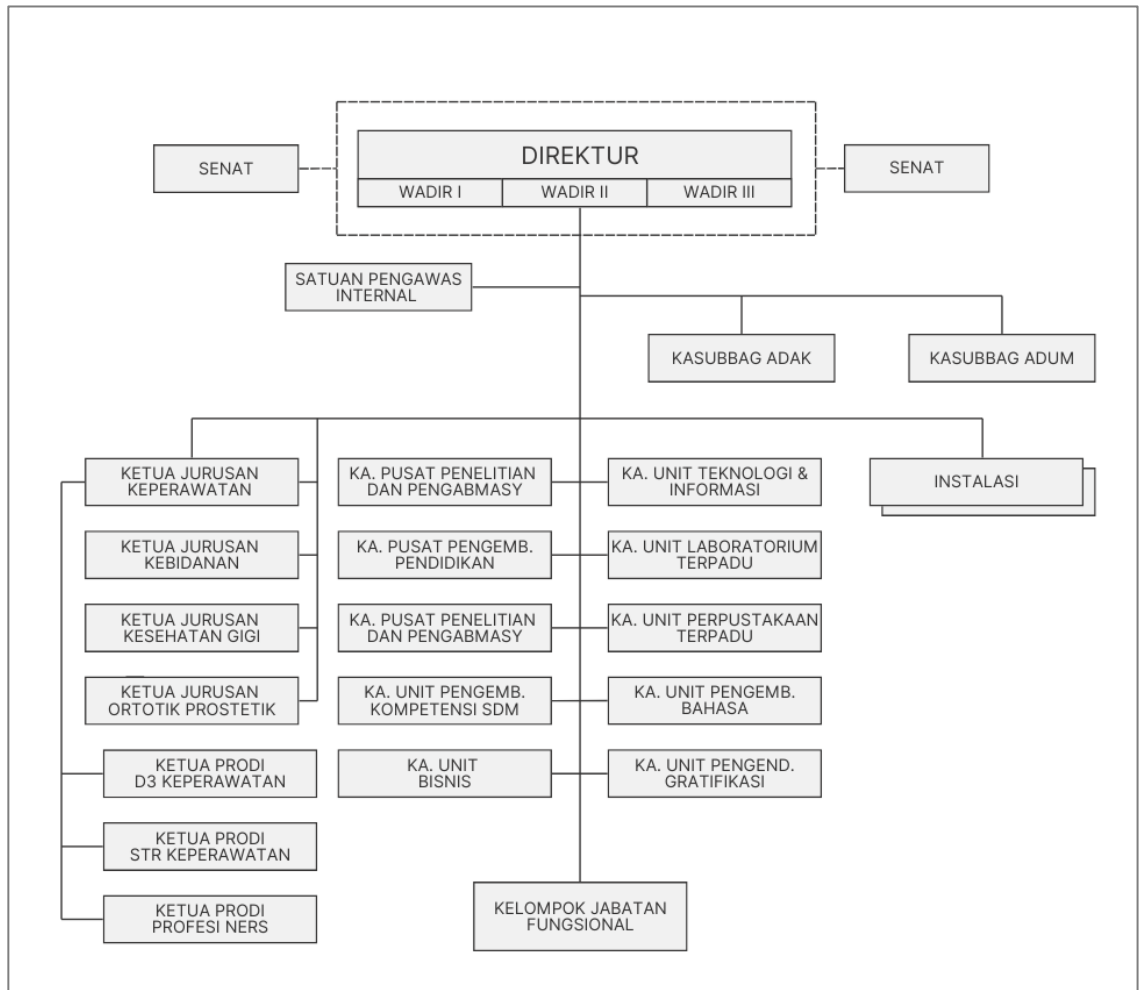 SENAT
DIREKTUR
WADIR I
WADIR II
WADIR III
SENAT
SATUAN PENGAWAS
INTERNAL
KASUBBAG ADAK
KASUBBAG ADUM
KETUA JURUSAN
KEPERAWATAN
KA. PUSAT PENELITIAN
DAN PENGABMASY
KA. UNIT TEKNOLOGI &
INFORMASI
INSTALASI
KETUA JURUSAN
KEBIDANAN
KA. PUSAT PENGEMB.
PENDIDIKAN
KA. UNIT LABORATORIUM
TERPADU
KETUA JURUSAN
KESEHATAN GIGI
KA. PUSAT PENELITIAN
DAN PENGABMASY
KA. UNIT PERPUSTAKAAN
TERPADU
KETUA JURUSAN
ORTOTIK PROSTETIK
KA. UNIT PENGEMB.
KOMPETENSI SDM
KA. UNIT PENGEMB.
BAHASA
KETUA PRODI
D3 KEPERAWATAN
KA. UNIT
BISNIS
KA. UNIT PENGEND.
GRATIFIKASI
KETUA PRODI
STR KEPERAWATAN
KETUA PRODI
PROFESI NERS
KELOMPOK JABATAN
FUNGSIONAL